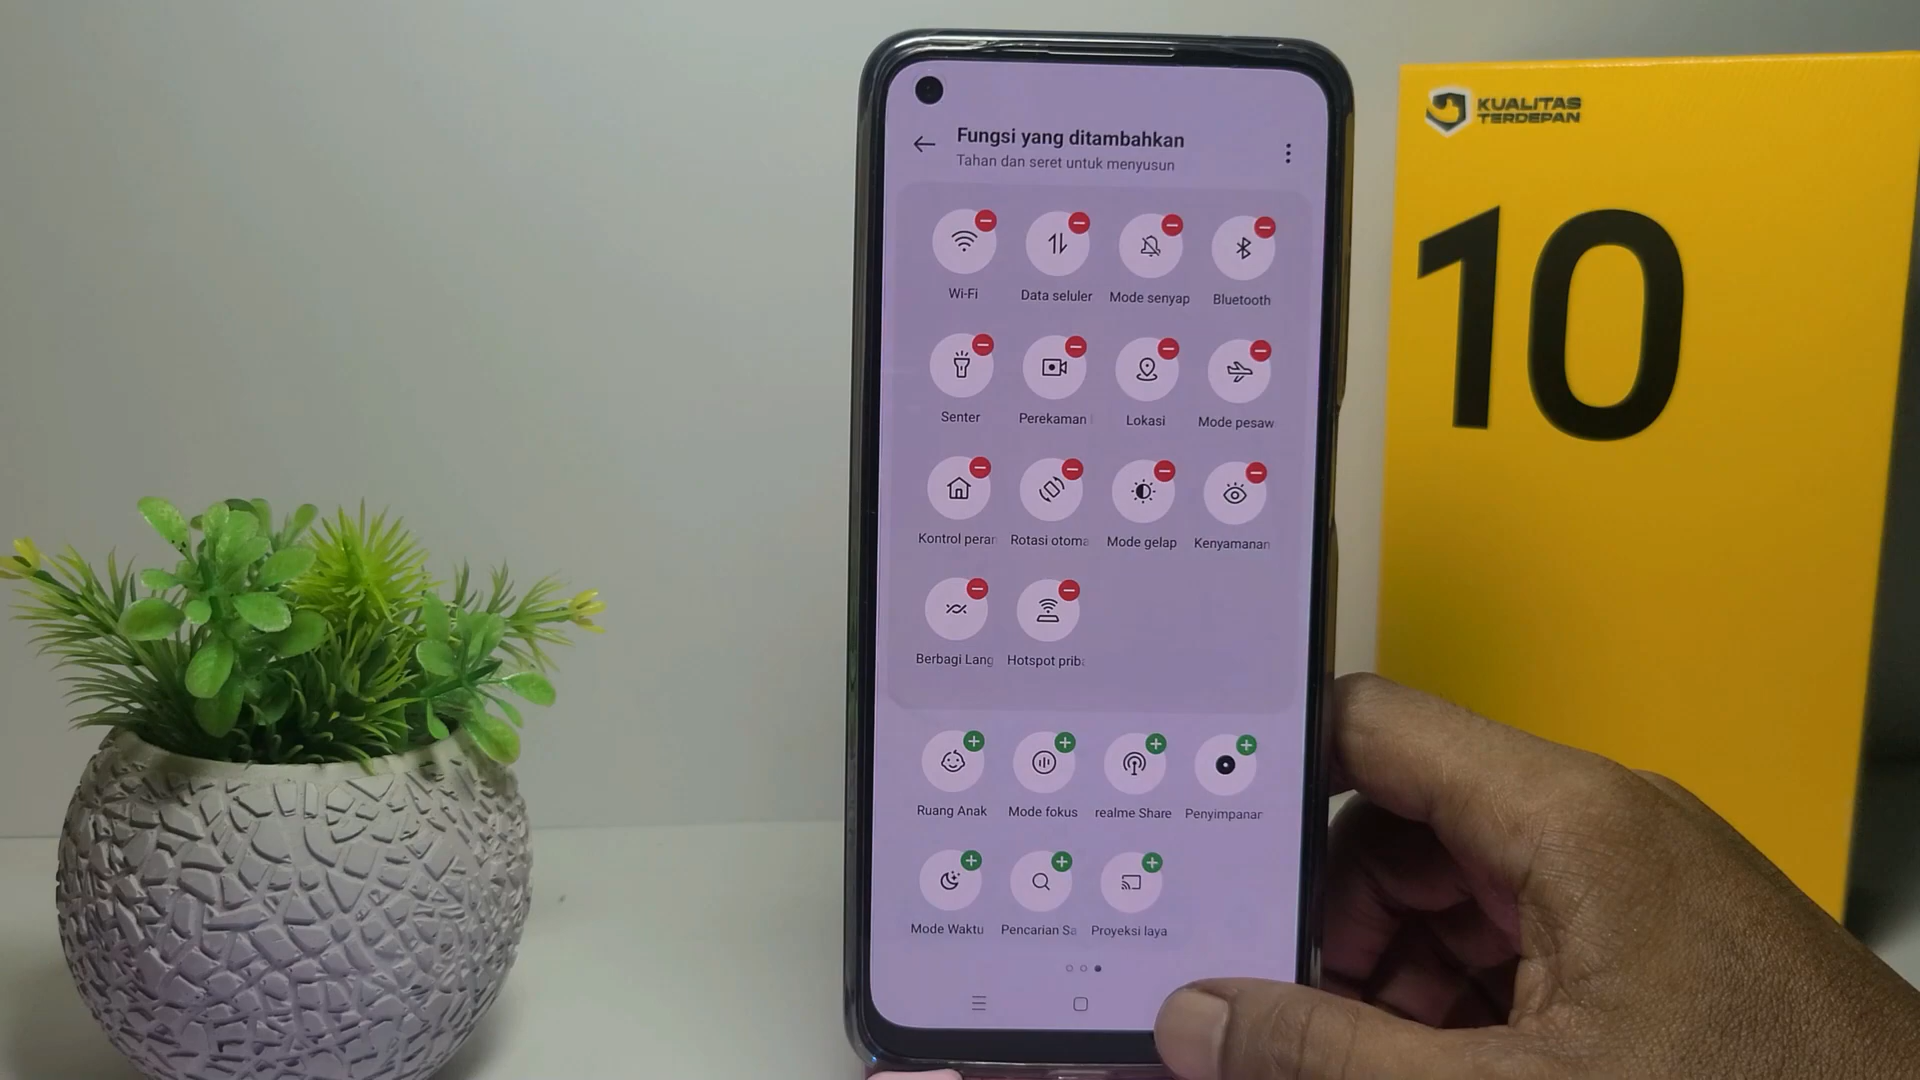 Fungsi yang ditambahkan
Tahan dan seret untuk menyusun
Wi-Fi
Data seluler
Mode senyap
Bluetooth
Senter
Perekaman
Lokasi
Mode pesaw
Kontrol peran
Rotasi otoma
Mode gelap
Kenyamanan
Berbagi Lang
Hotspot priba
Ruang Anak
Mode fokus
realme Share
Penyimpanan
Mode Waktu
Pencarian Sa
Proyeksi laya
KUALITAS
TERDEPAN
10